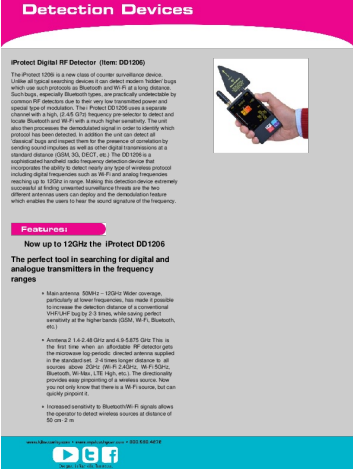 Detection Devices
iProtect Digital RF Detector (Item: DD1206)
The iProtect 1206i is a new class of counter surveillance device.
Unlike all typical searching devices it can detect modern 'hidden' bugs
which use such protocols as Bluetooth and Wi-Fi at a long distance.
Such bugs, especially Bluetooth types, are practically undetectable by
common RF detectors due to their very low transmitted power and
special type of modulation. The i Protect DD1206 uses a separate
channel with a high, (2.4/5 GHz) frequency pre-selector to detect and
locate Bluetooth and Wi-Fi with a much higher sensitivity. The unit
also then processes the demodulated signal in order to identify which
protocol has been detected. In addition the unit can detect all
'classical' bugs and inspect them for the presence of correlation by
sending sound impulses as well as other digital transmissions at a
standard distance (GSM, 3G, DECT, etc.) The DD1206 is a
sophisticated handheld radio frequency detection device that
incorporates the ability to detect nearly any type of wireless protocol
including digital frequencies such as Wi-Fi and analog frequencies
reaching up to 12Ghz in range. Making this detection device extremely
successful at finding unwanted surveillance threats are the two
different antennas users can deploy and the demodulation feature
which enables the users to hear the sound signature of the frequency.
Features:
Now up to 12GHz the iProtect DD1206
The perfect tool in searching for digital and
analogue transmitters in the frequency
ranges
• Main antenna 50MHz – 12GHz Wider coverage,
particularly at lower frequencies, has made it possible
to increase the detection distance of a conventional
VHF/UHF bug by 2-3 times, while saving perfect
sensitivity at the higher bands (GSM, Wi-Fi, Bluetooth,
etc.)
• Anntena 2 1.4-2.48 GHz and 4.9-5.875 GHz This is
the first time when an affordable RF detector gets
the microwave log-periodic directed antenna supplied
in the standard set. 2-4 times longer distance to all
sources above 2GHz (Wi-Fi 2.4GHz, Wi-Fi 5GHz,
Bluetooth, Wi-Max, LTE High, etc.). The directionality
provides easy pinpointing of a wireless source. Now
you not only know that there is a Wi-Fi source, but can
quickly pinpoint it.
• Increased sensitivity to Bluetooth/Wi-Fi signals allows
the operator to detect wireless sources at distance of
50 cm- 2 m